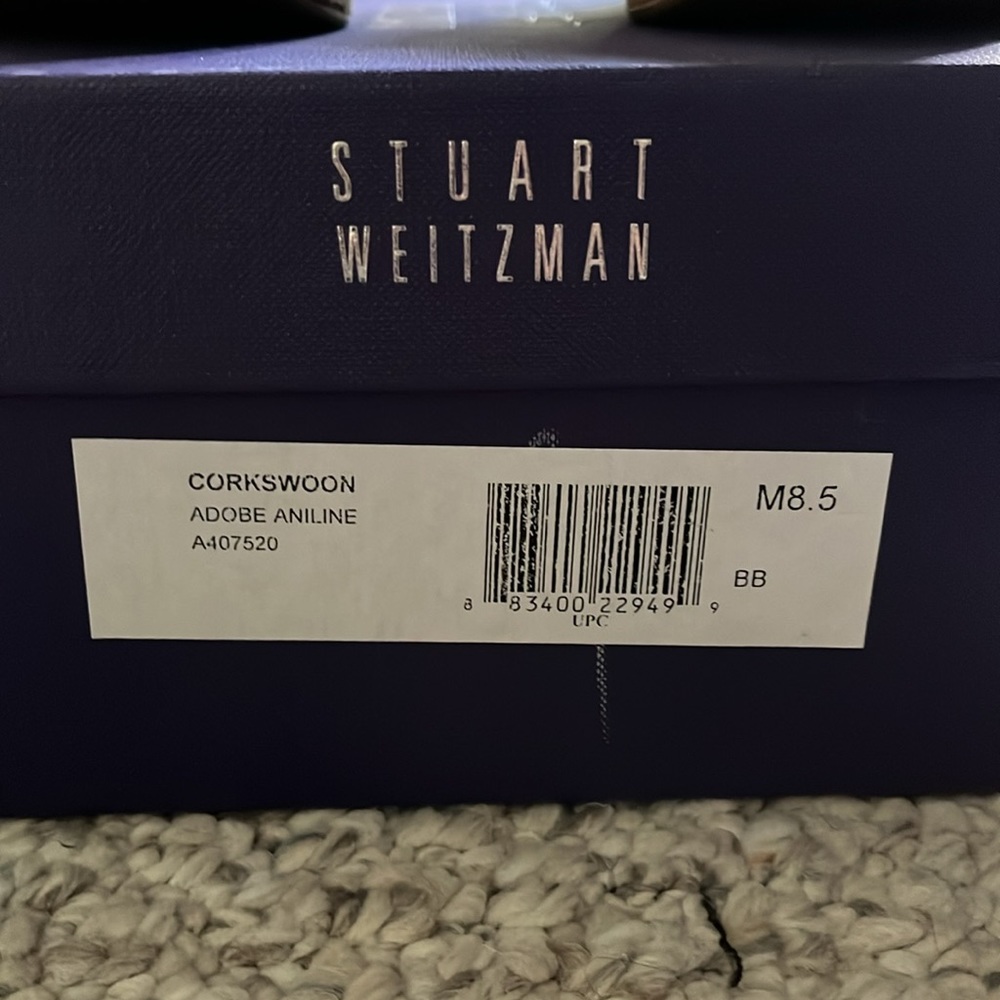 STUART
WEITZMAN
CORKSWOON
ADOBE ANILINE
A407520
M8.5
BB
8 83400 22949 9
UPC